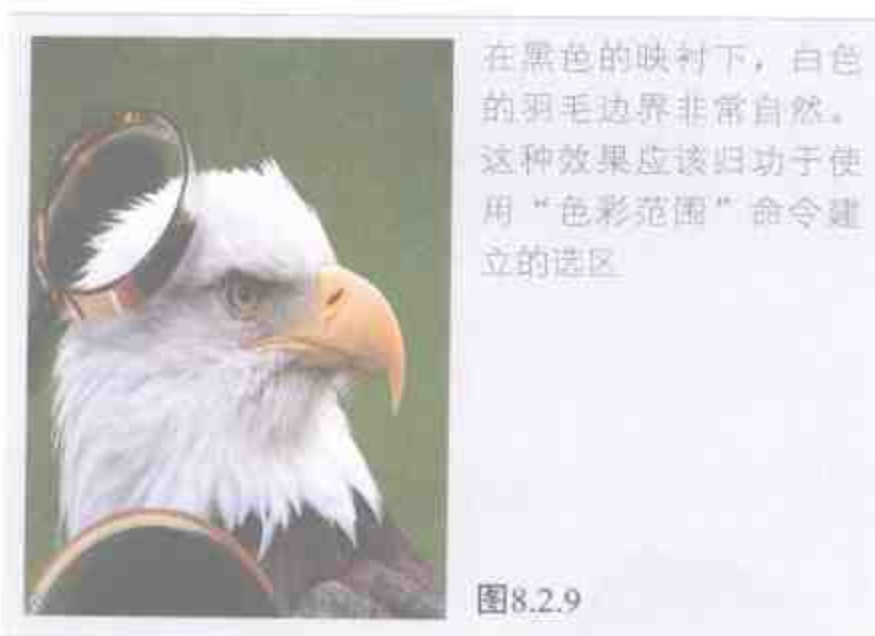 在黑色的映衬下，白色
的羽毛边界非常自然。
这种效果应该归功于使
用“色彩范围”命令建
立的选区
图8.2.9